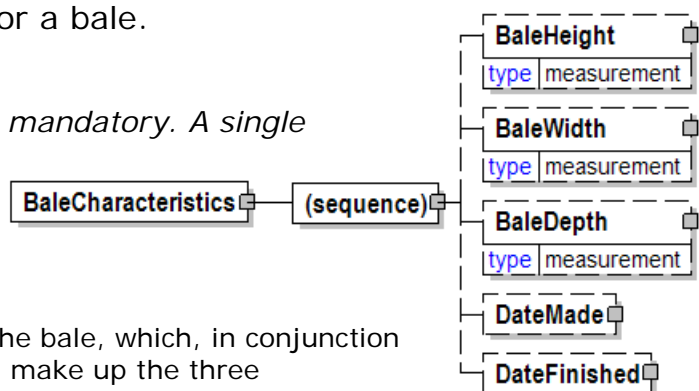 or a bale.
mandatory. A single
he bale, which, in conjunction
make up the three
BaleCharacteristics
(sequence)
BaleHeight
type measurement
BaleWidth
type measurement
BaleDepth
type measurement
DateMade
DateFinished